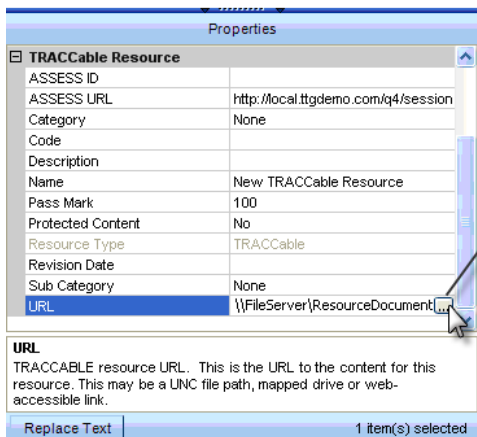 Properties
TRACCable Resource
ASSESS ID
ASSESS URL http://local.ttgdemo.com/q4/session
Category None
Code
Description
Name New TRACCable Resource
Pass Mark 100
Protected Content No
Resource Type TRACCable
Revision Date
Sub Category None
URL \\FileServer\ResourceDocument ...
URL
TRACCABLE resource URL. This is the URL to the content for this
resource. This may be a UNC file path, mapped drive or web-
accessible link.
Replace Text 1 item(s) selected